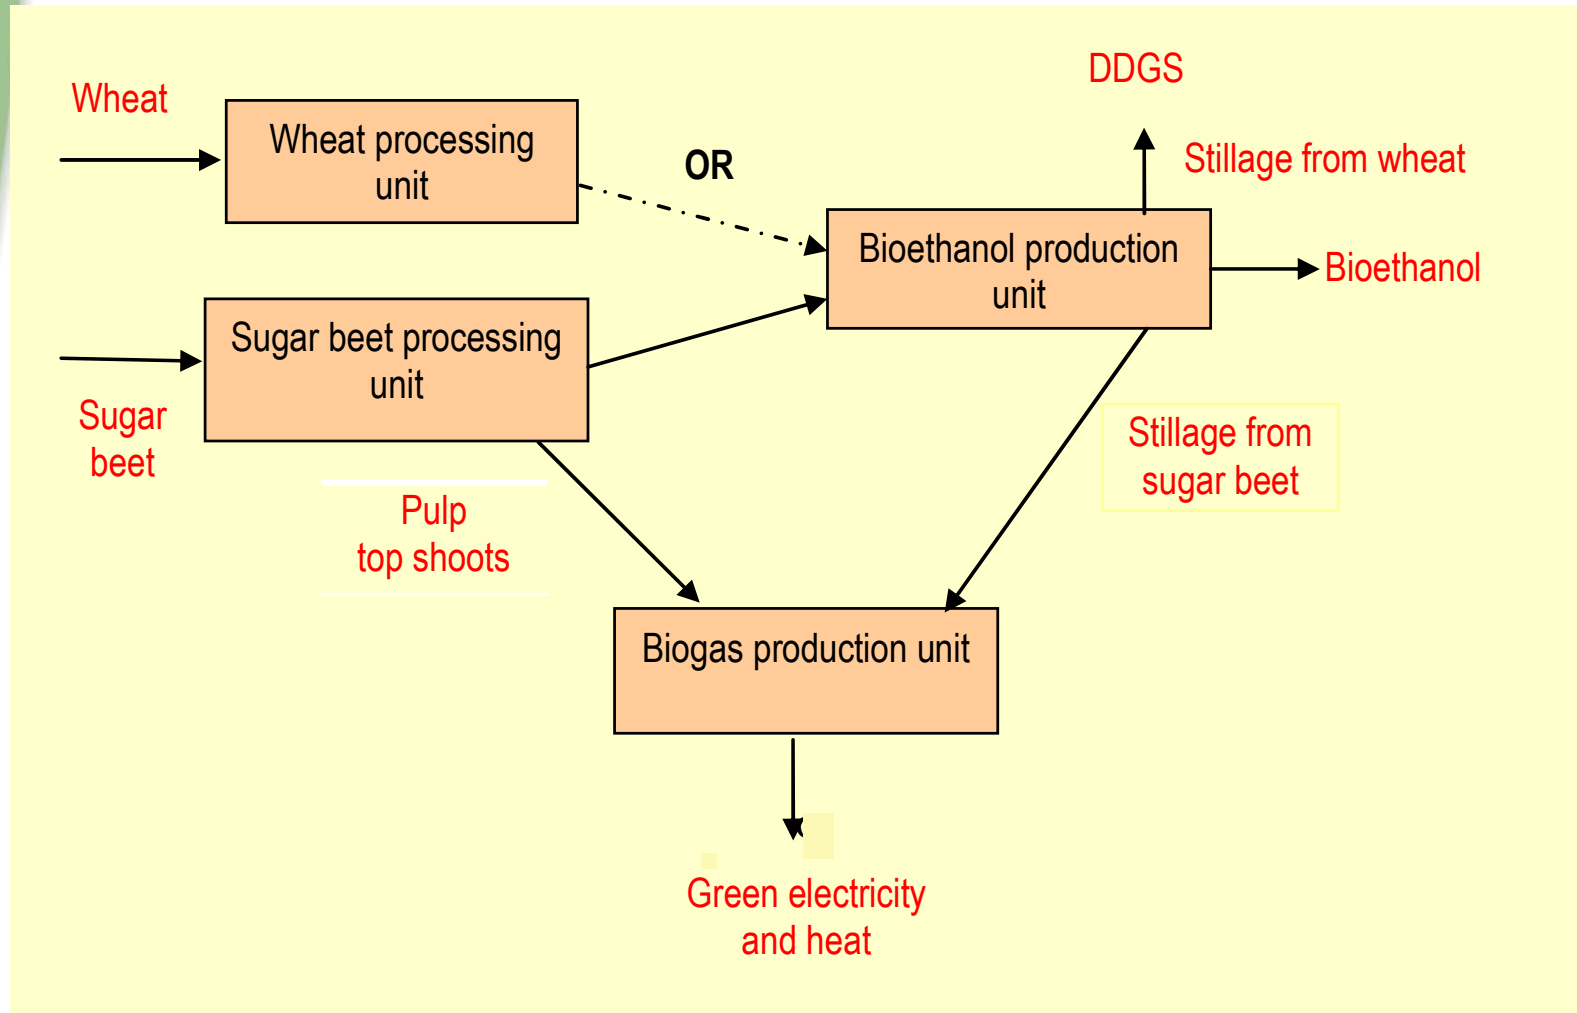 DDGS
Wheat
Wheat processing
unit
OR
Stillage from wheat
Bioethanol production
unit
Bioethanol
Sugar beet processing
unit
Sugar
beet
Stillage from
sugar beet
Pulp
top shoots
Biogas production unit
Green electricity
and heat